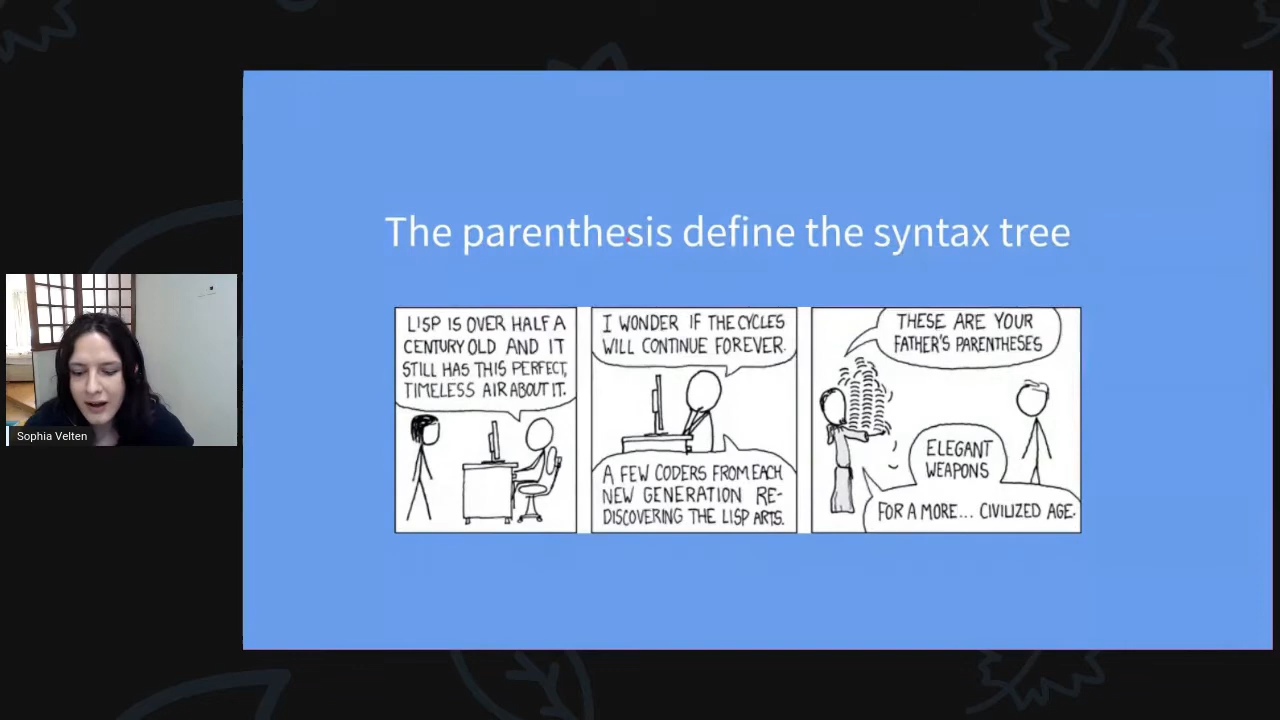 The parenthesis define the syntax tree
LISP IS OVER HALF A
CENTURY OLD AND IT
STILL HAS THIS PERFECT,
TIMELESS AIR ABOUT IT.
I WONDER IF THE CYCLES
WILL CONTINUE FOREVER.
A FEW CODERS FROM EACH
NEW GENERATION RE-
DISCOVERING THE LISP ARTS.
THESE ARE YOUR
FATHER'S PARENTHESES
ELEGANT
WEAPONS
FOR A MORE... CIVILIZED AGE.
Sophia Velten